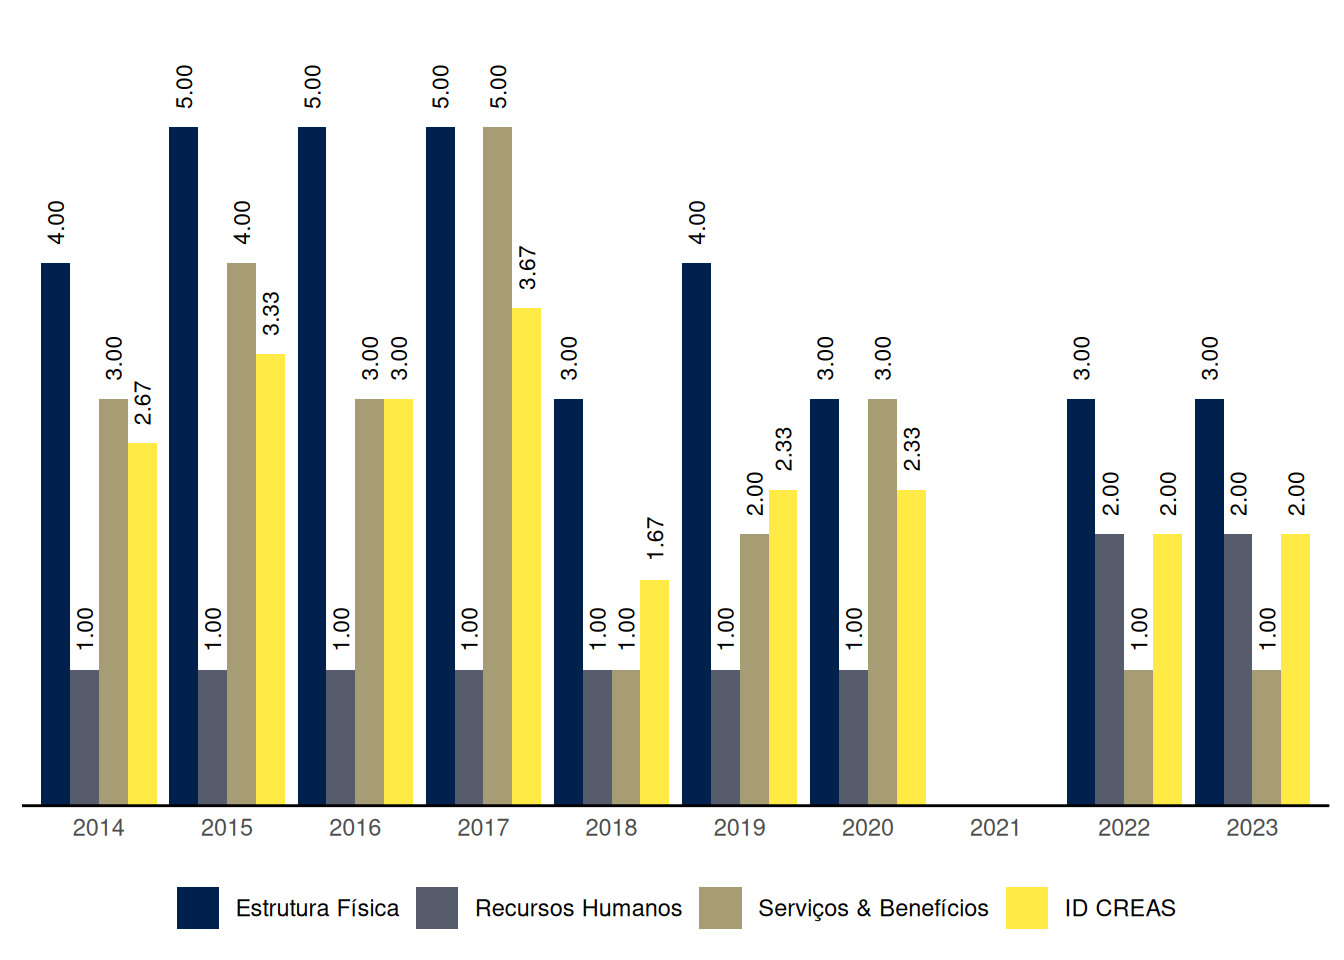 5.00 5.00 5.00 5.00
4.00 4.00 3.67 4.00
3.33
3.00 3.00 3.00 3.00 3.00 3.00 3.00 3.00
2.67
2.33 2.33
2.00 2.00 2.00 2.00 2.00
1.67
1.00 1.00 1.00 1.00 1.00 1.00 1.00 1.00 1.00 1.00
2014 2015 2016 2017 2018 2019 2020 2021 2022 2023
Estrutura Física Recursos Humanos Serviços & Benefícios ID CREAS